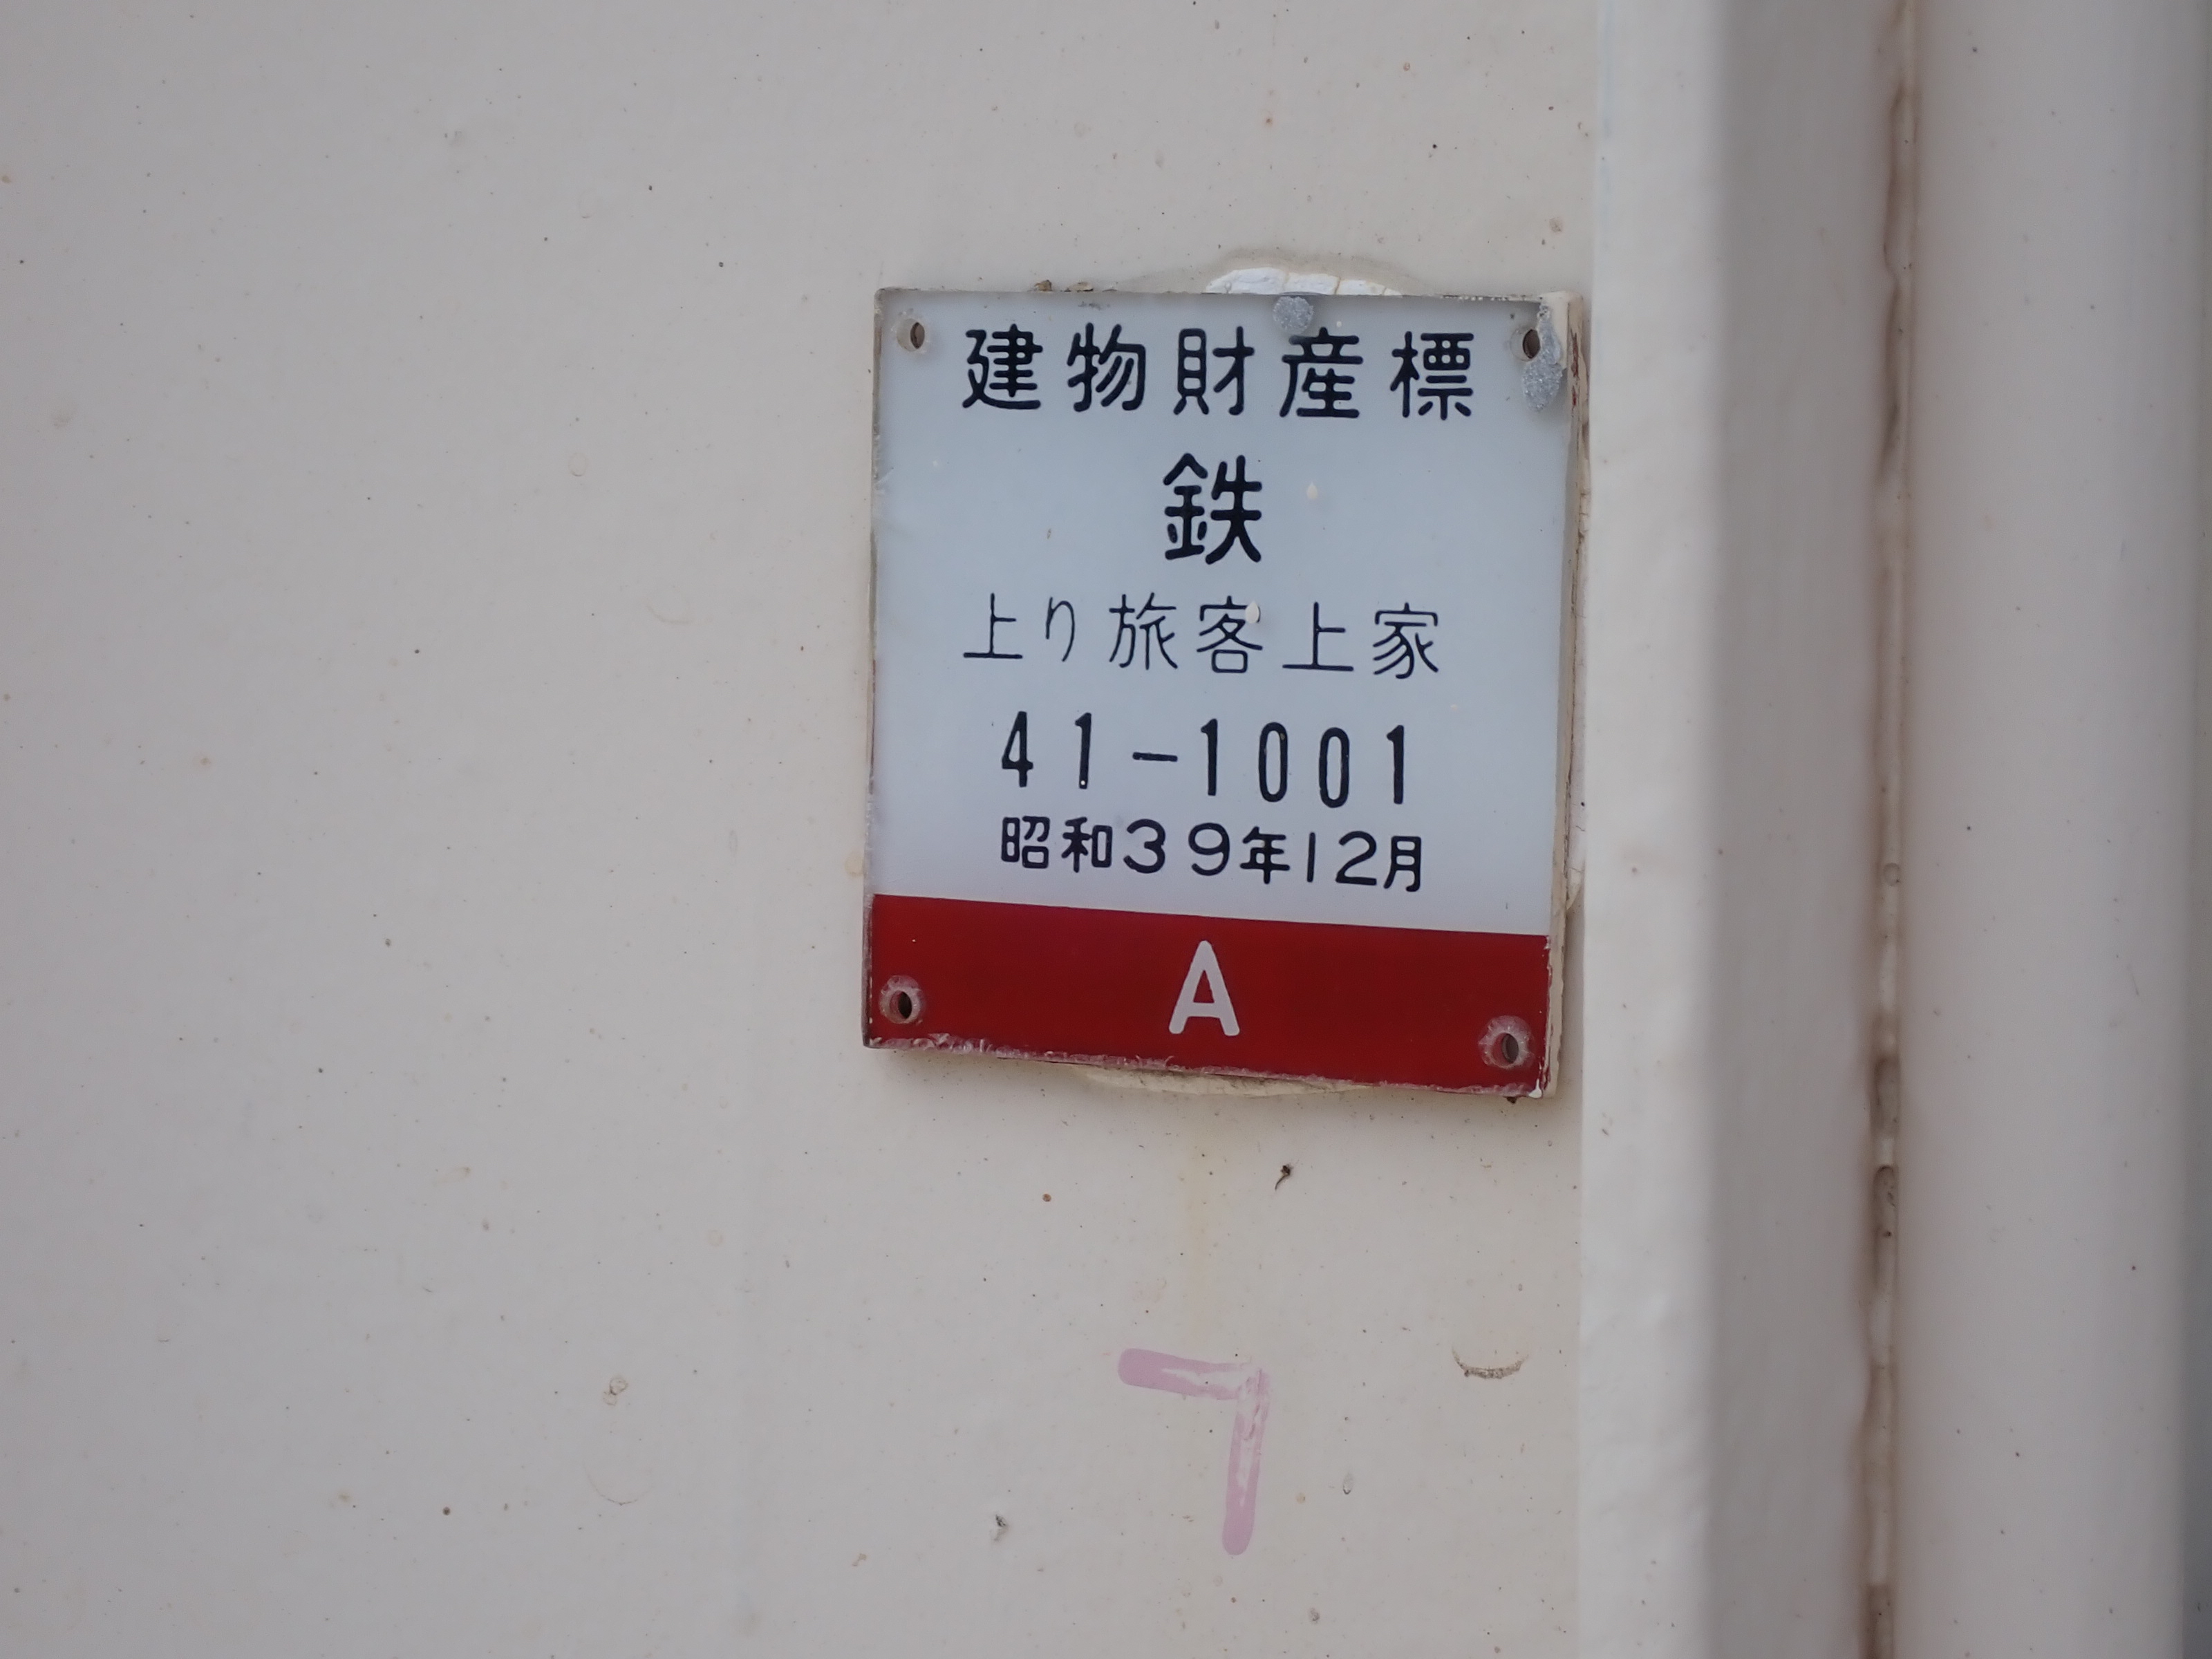 建物財産標
鉄
上り旅客上家
41-1001
昭和39年12月
A